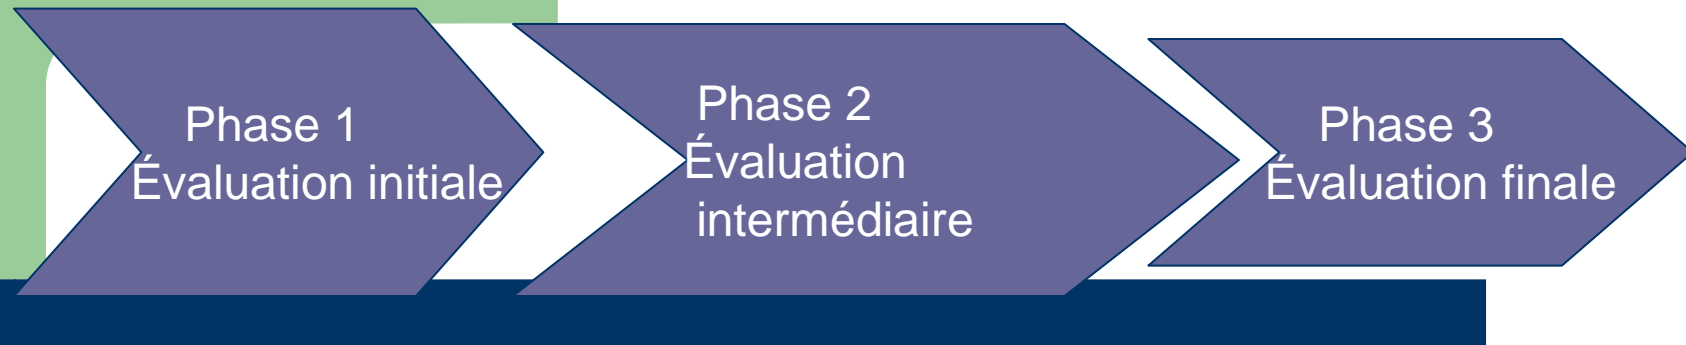 Phase 1
Évaluation initiale
Phase 2
Évaluation
intermédiaire
Phase 3
Évaluation finale